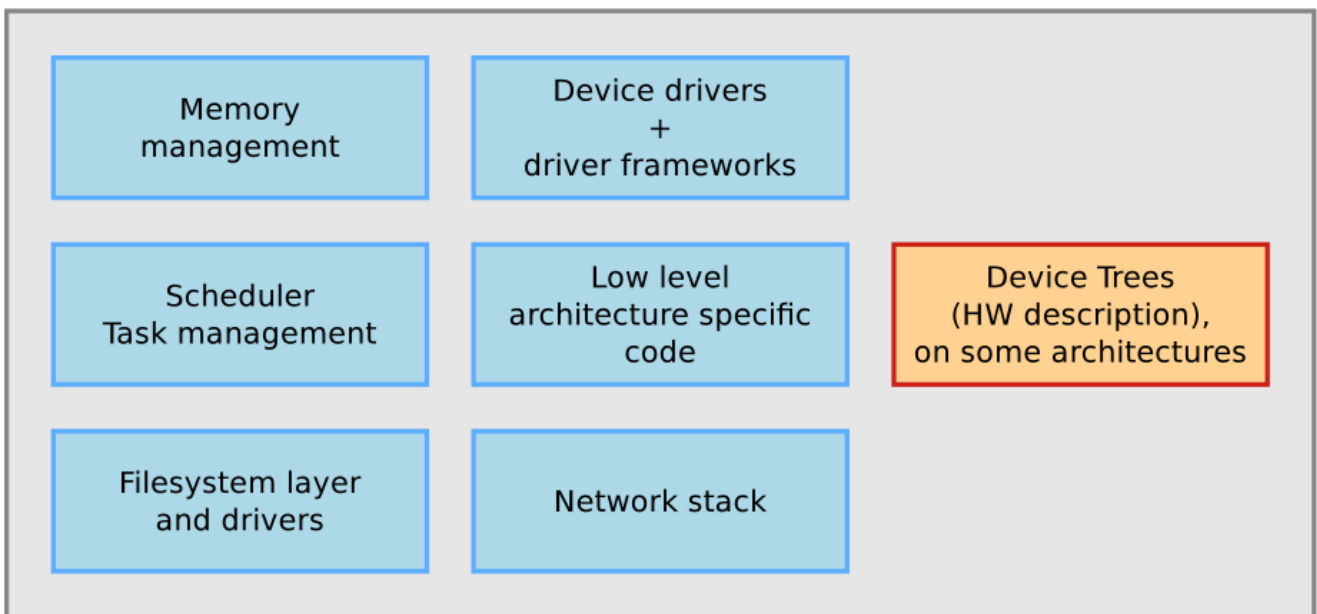 Memory
management
Device drivers
+
driver frameworks
Scheduler
Task management
Low level
architecture specific
code
Device Trees
(HW description),
on some architectures
Filesystem layer
and drivers
Network stack